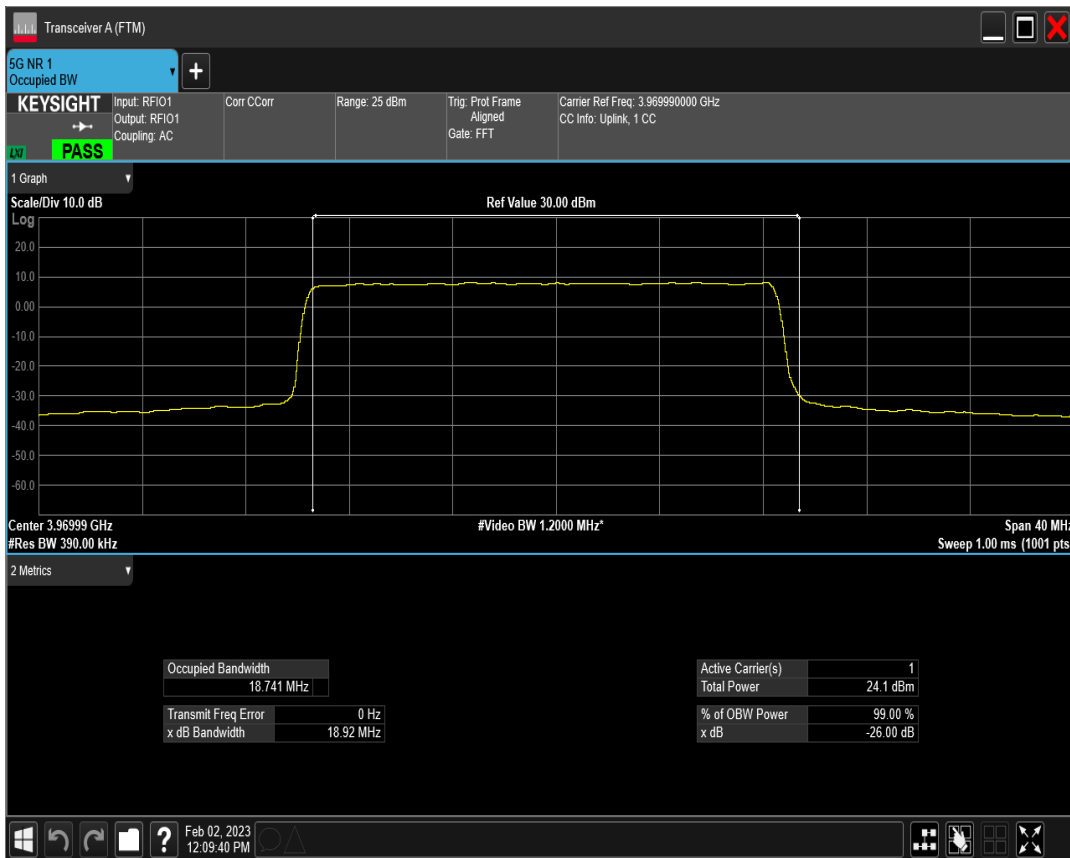 Transceiver A (FTM)
5G NR 1
Occupied BW
+
KEYSIGHT
LXI
PASS
Input: RFIO1
Output: RFIO1
Coupling: AC
Corr CCorr
Range: 25 dBm
Trig: Prot Frame
Aligned
Gate: FFT
Carrier Ref Freq: 3.969990000 GHz
CC Info: Uplink, 1 CC
1 Graph
Scale/Div 10.0 dB
Ref Value 30.00 dBm
Log
20.0
10.0
0.00
-10.0
-20.0
-30.0
-40.0
-50.0
-60.0
Center 3.96999 GHz
#Video BW 1.2000 MHz*
Span 40 MHz
#Res BW 390.00 kHz
Sweep 1.00 ms (1001 pts
2 Metrics
Occupied Bandwidth
18.741 MHz
Transmit Freq Error 0 Hz
x dB Bandwidth 18.92 MHz
Active Carrier(s) 1
Total Power 24.1 dBm
% of OBW Power 99.00 %
x dB -26.00 dB
?
Feb 02, 2023
12:09:40 PM